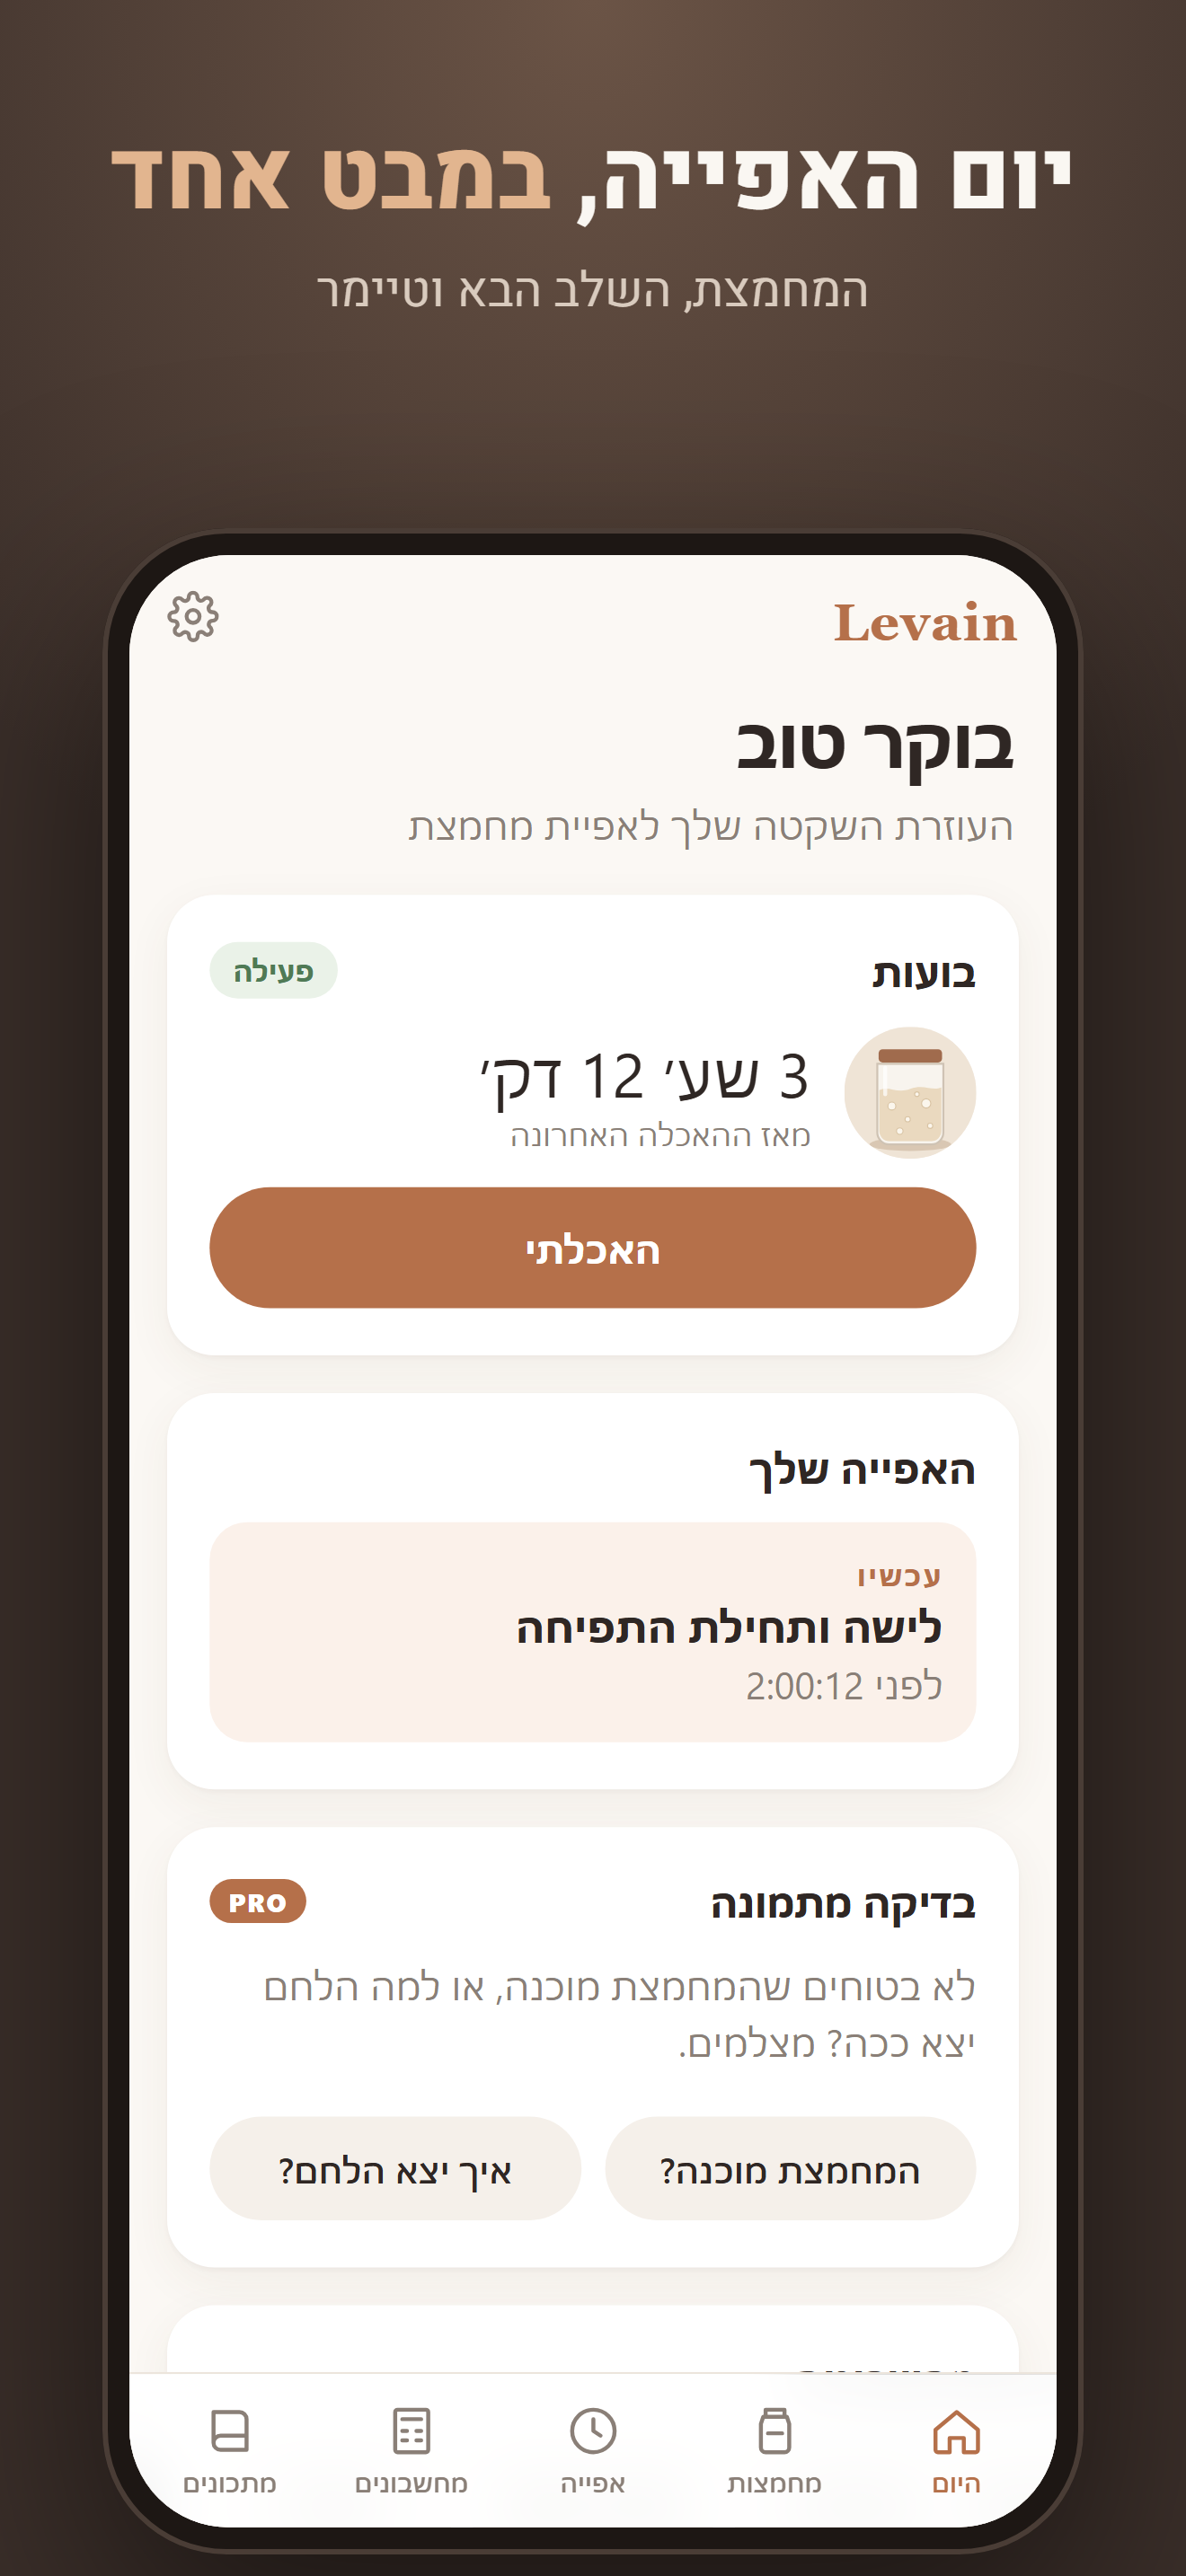 יום האפייה, במבט אחד
המחמצת, השלב הבא וטיימר
Levain
בוקר טוב
העוזרת השקטה שלך לאפיית מחמצת
בועות
פעילה
3 שע׳ 12 דק׳
מאז ההאכלה האחרונה
האכלתי
האפייה שלך
עכשיו
לישה ותחילת התפיחה
לפני 2:00:12
בדיקה מתמונה
PRO
לא בטוחים שהמחמצת מוכנה, או למה הלחם
יצא ככה? מצלמים.
המחמצת מוכנה?
איך יצא הלחם?
היום
מחמצות
אפייה
מחשבונים
מתכונים